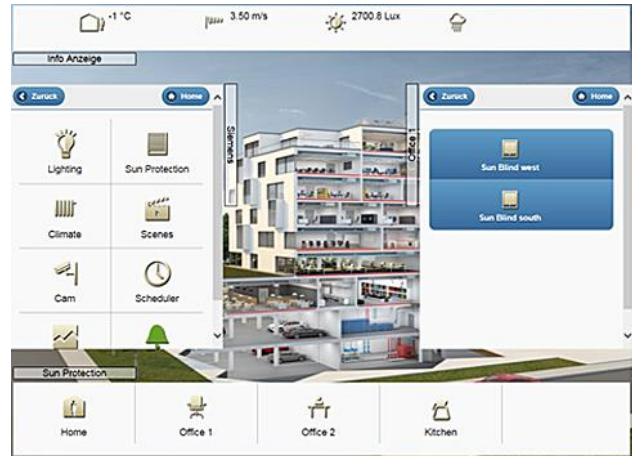 -1 °C
3.50 m/s
2700.8 Lux
Info Anzeige
Zurück
Home
Siemens
Lighting
Sun Protection
Climate
Scenes
Cam
Scheduler
Office 1
Zurück
Home
Sun Blind west
Sun Blind south
Sun Protection
Home
Office 1
Office 2
Kitchen